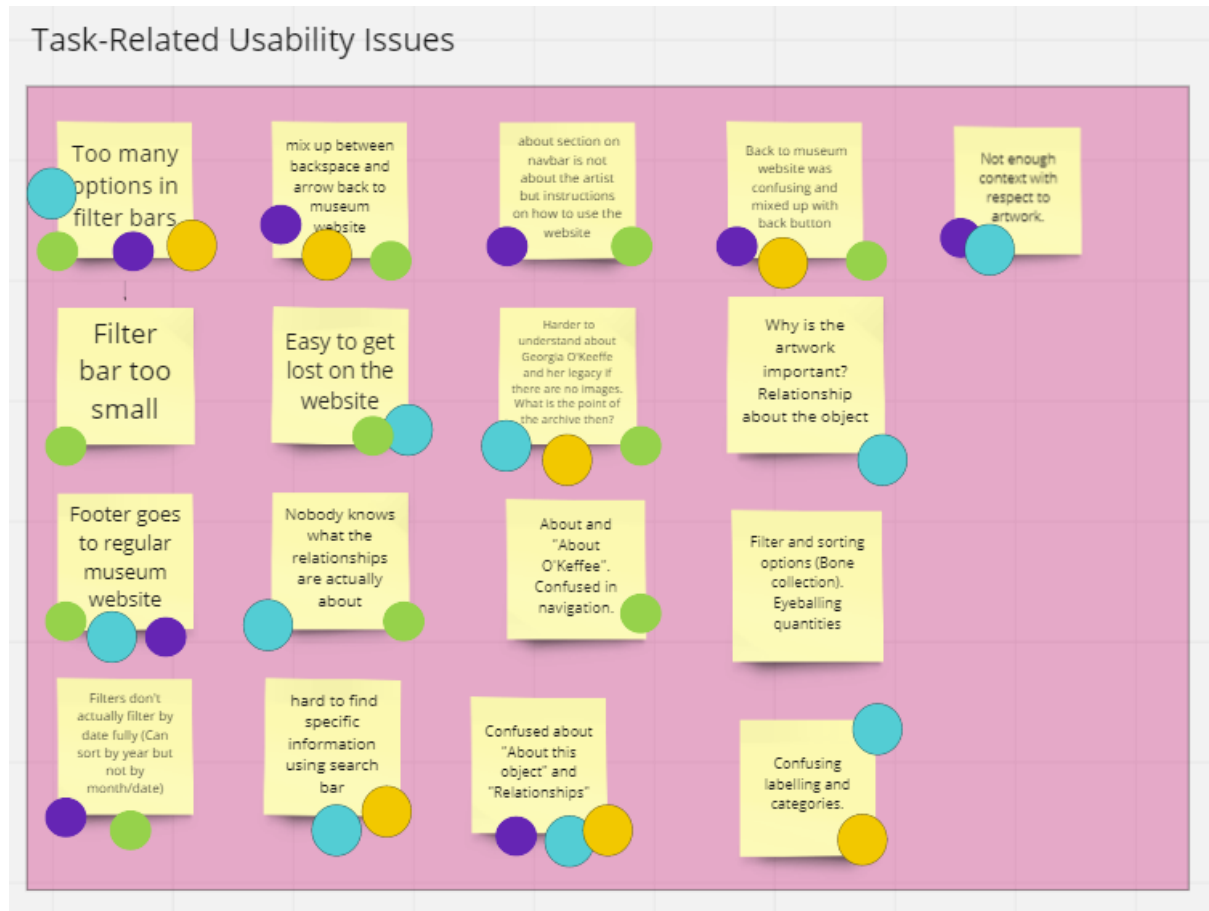 Task-Related Usability Issues
Too many
options in
filter bars
mix up between
backspace and
arrow back to
museum
website
about section on
navbar is not
about the artist
but instructions
on how to use the
website
Back to museum
website was
confusing and
mixed up with
back button
Not enough
context with
respect to
artwork.
Filter
bar too
small
Easy to get
lost on the
website
Harder to
understand about
Georgia O'Keeffe
and her legacy if
there are no images.
What is the point of
the archive then?
Why is the
artwork
important?
Relationship
about the object
Footer goes
to regular
museum
website
Nobody knows
what the
relationships
are actually
about
About and
"About
O'Keffee".
Confused in
navigation.
Filter and sorting
options (Bone
collection).
Eyeballing
quantities
Filters don't
actually filter by
date fully (Can
sort by year but
not by
month/date)
hard to find
specific
information
using search
bar
Confused about
"About this
object" and
"Relationships"
Confusing
labelling and
categories.